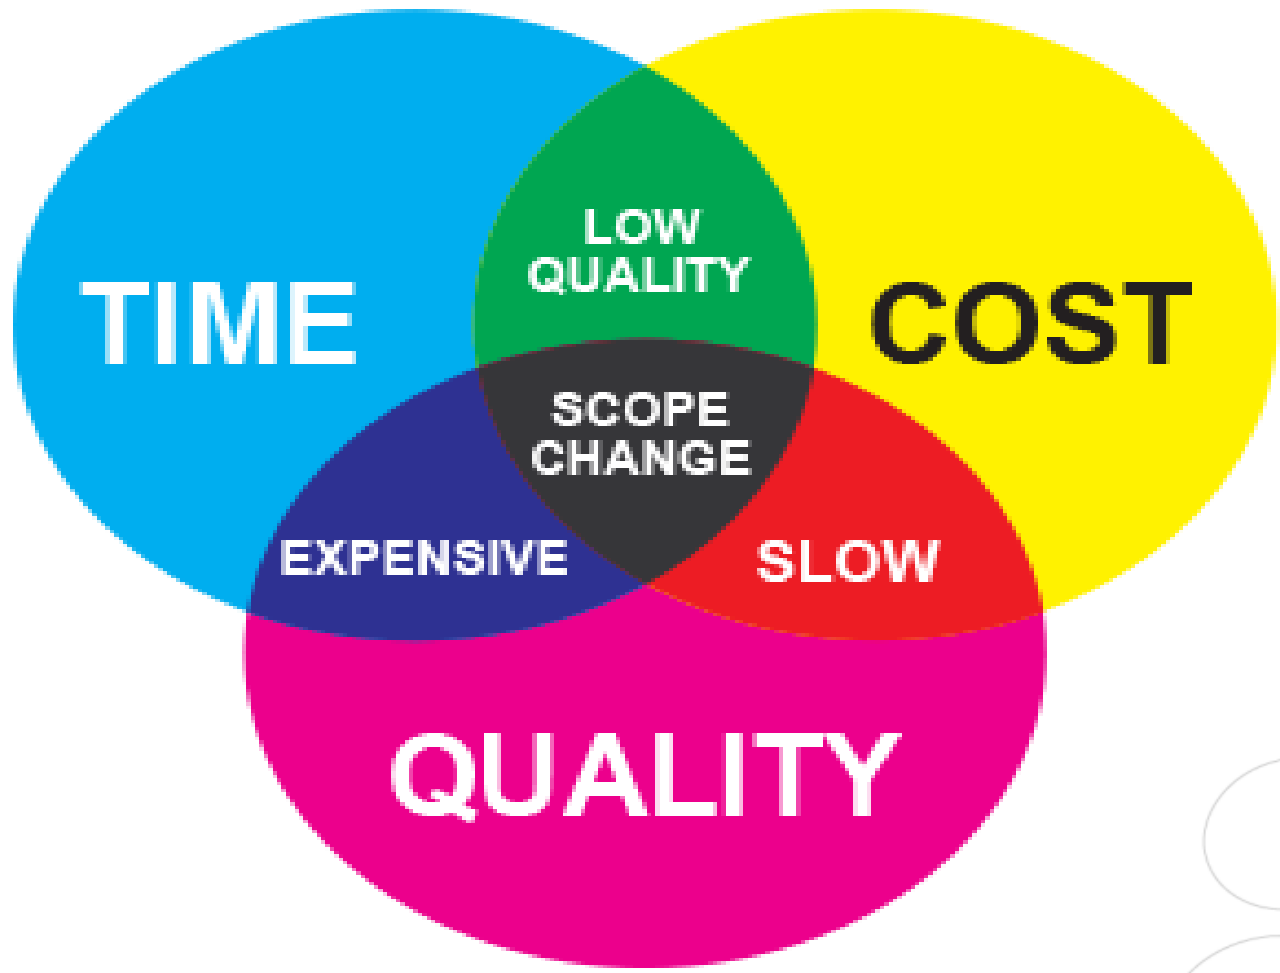 LOW
QUALITY
TIME
COST
SCOPE
CHANGE
EXPENSIVE
SLOW
QUALITY